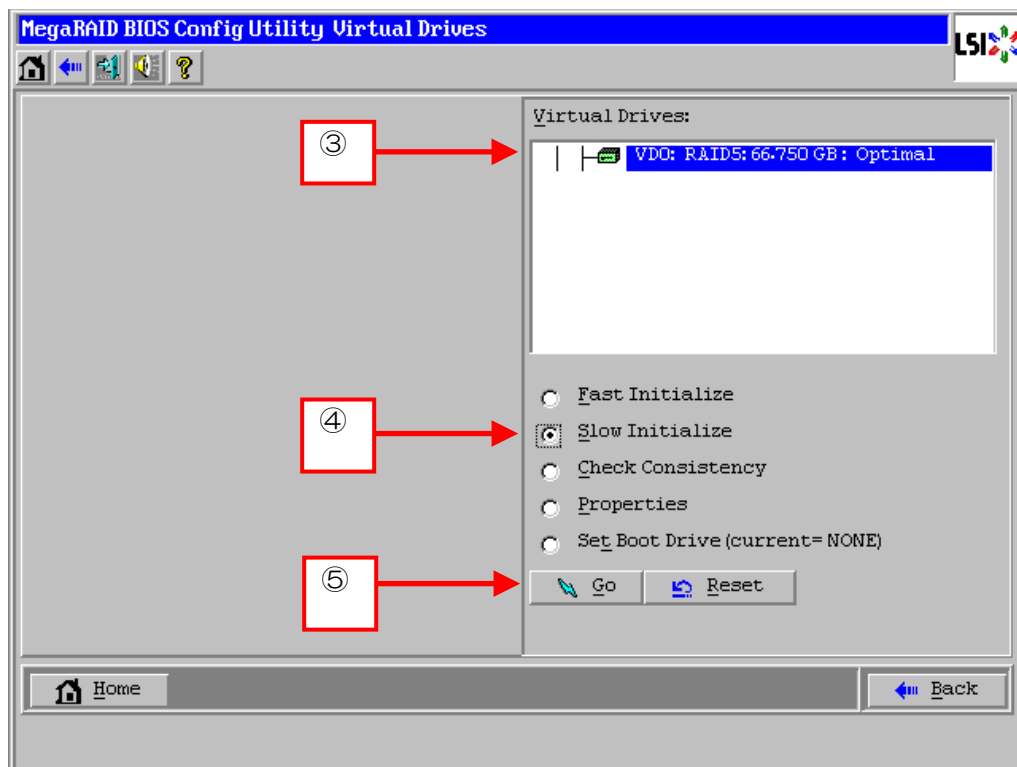 MegaRAID BIOS Config Utility Virtual Drives
LSI
?
Virtual Drives:
③
VD0: RAID5: 66.750 GB: Optimal
Fast Initialize
④
Slow Initialize
Check Consistency
Properties
Set Boot Drive (current= NONE)
⑤
Go
Reset
Home
Back